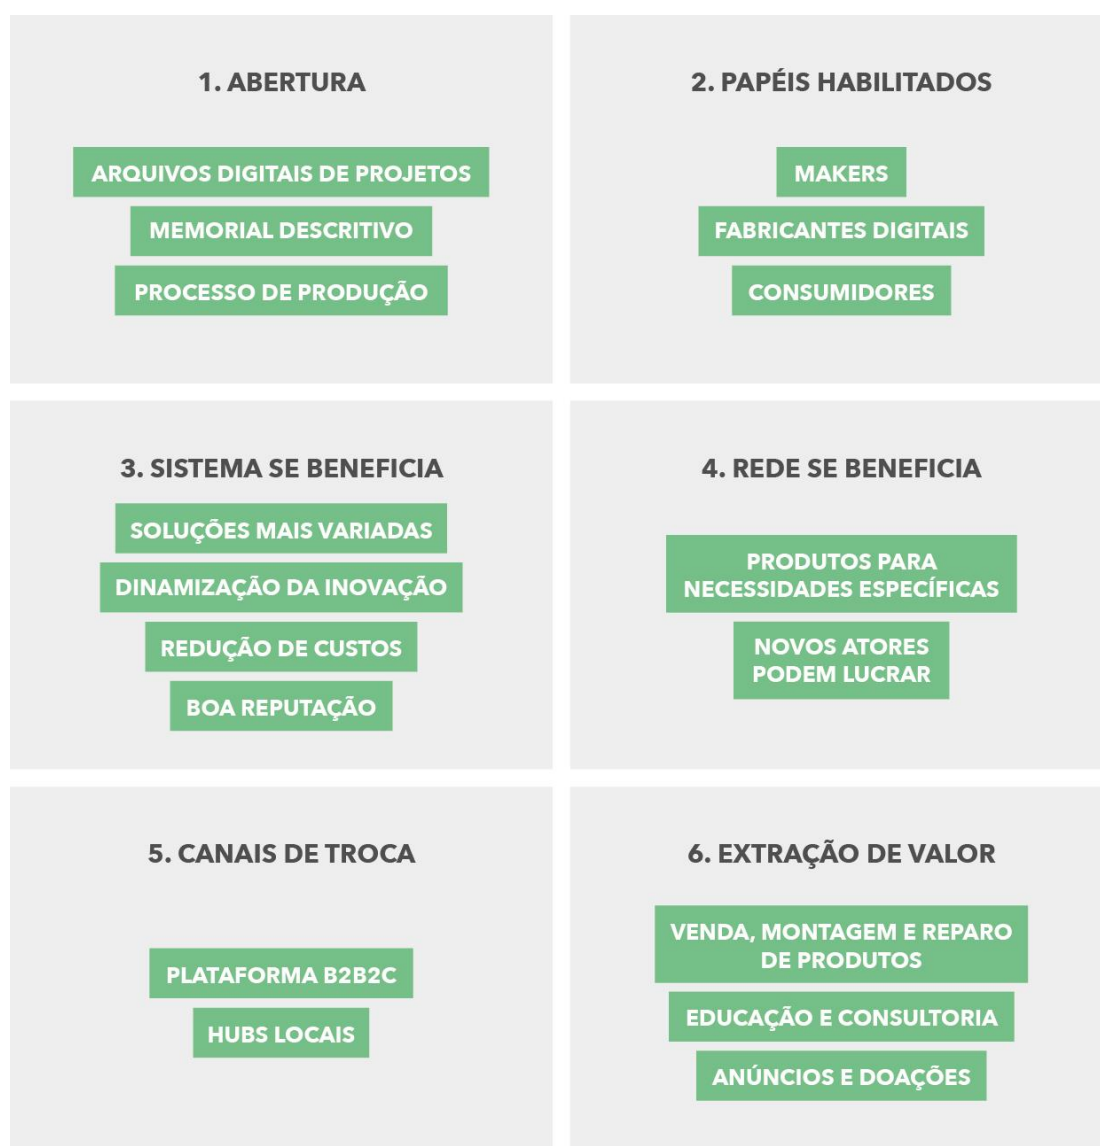 1. ABERTURA
ARQUIVOS DIGITAIS DE PROJETOS
MEMORIAL DESCRITIVO
PROCESSO DE PRODUÇÃO
2. PAPÉIS HABILITADOS
MAKERS
FABRICANTES DIGITAIS
CONSUMIDORES
3. SISTEMA SE BENEFICIA
SOLUÇÕES MAIS VARIADAS
DINAMIZAÇÃO DA INOVAÇÃO
REDUÇÃO DE CUSTOS
BOA REPUTAÇÃO
4. REDE SE BENEFICIA
PRODUTOS PARA
NECESSIDADES ESPECÍFICAS
NOVOS ATORES
PODEM LUCRAR
5. CANAIS DE TROCA
PLATAFORMA B2B2C
HUBS LOCAIS
6. EXTRAÇÃO DE VALOR
VENDA, MONTAGEM E REPARO
DE PRODUTOS
EDUCAÇÃO E CONSULTORIA
ANÚNCIOS E DOAÇÕES